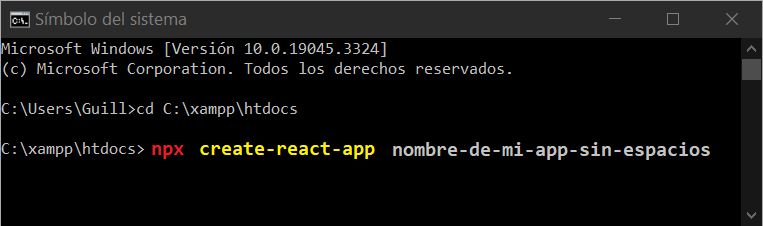 Símbolo del sistema
Microsoft Windows [Versión 10.0.19045.3324]
(c) Microsoft Corporation. Todos los derechos reservados.
C:\Users\Guill>cd C:\xampp\htdocs
C:\xampp\htdocs> npx create-react-app nombre-de-mi-app-sin-espacios